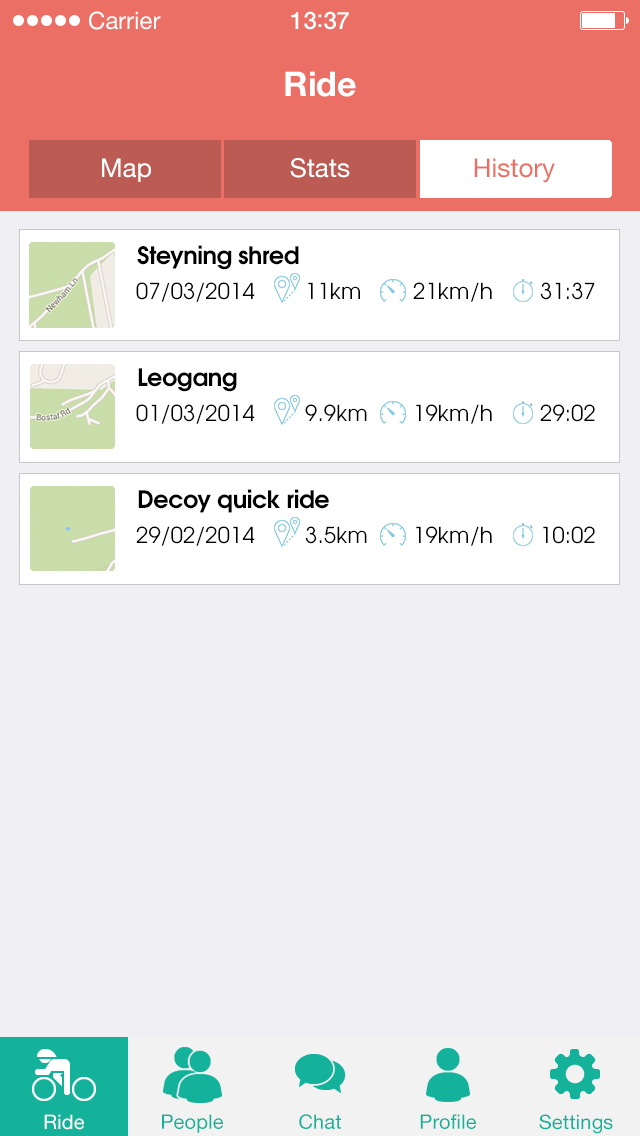 Carrier 13:37
Ride
Map Stats History
Steyning shred
07/03/2014 11km 21km/h 31:37
Newham Ln
Leogang
01/03/2014 9.9km 19km/h 29:02
Bostal Rd
Decoy quick ride
29/02/2014 3.5km 19km/h 10:02
Ride People Chat Profile Settings